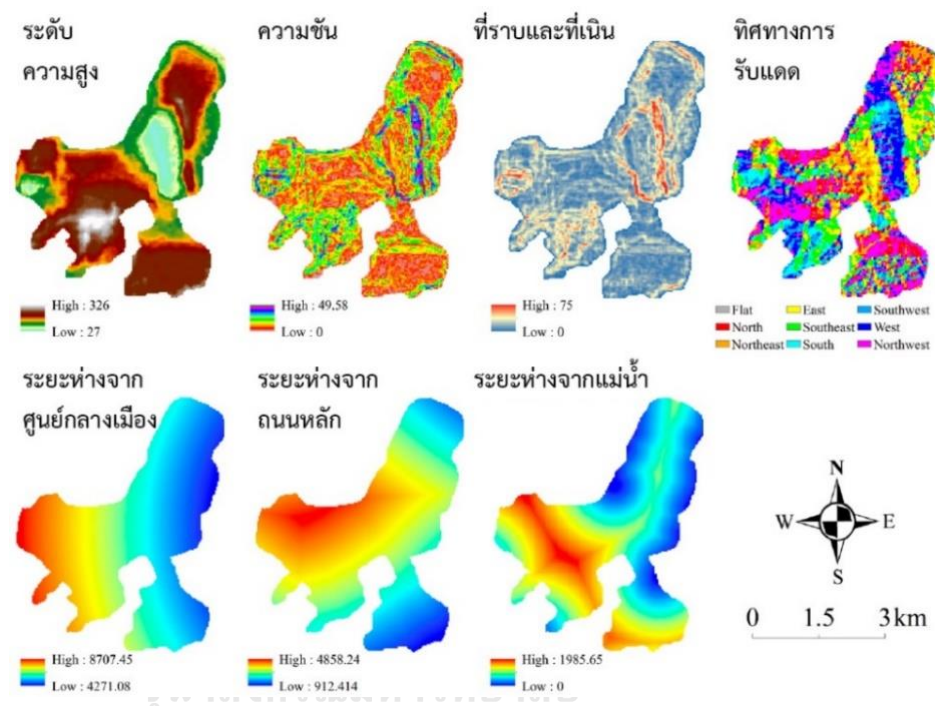 ระดับ
ความสูง
ความชัน
ที่ราบและที่เนิน
ทิศทางการ
รับแดด
High : 326
Low : 27
High : 49.58
Low : 0
High : 75
Low : 0
Flat
North
Northeast
East
Southeast
South
Southwest
West
Northwest
ระยะห่างจาก
ศูนย์กลางเมือง
ระยะห่างจาก
ถนนหลัก
ระยะห่างจากแม่น้ำ
High : 8707.45
Low : 4271.08
High : 4858.24
Low : 912.414
High : 1985.65
Low : 0
N
W
E
S
0 1.5 3 km